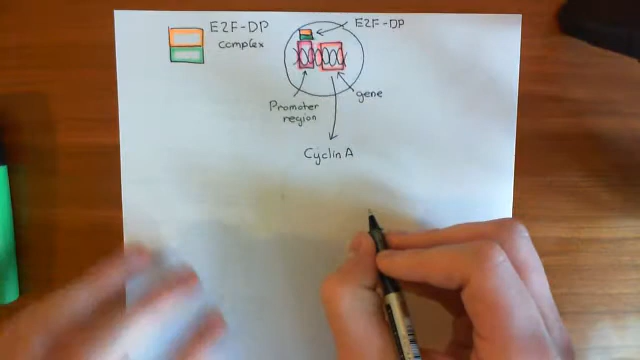 E2F-DP
complex
E2F-DP
Promoter
region
gene
Cyclin A